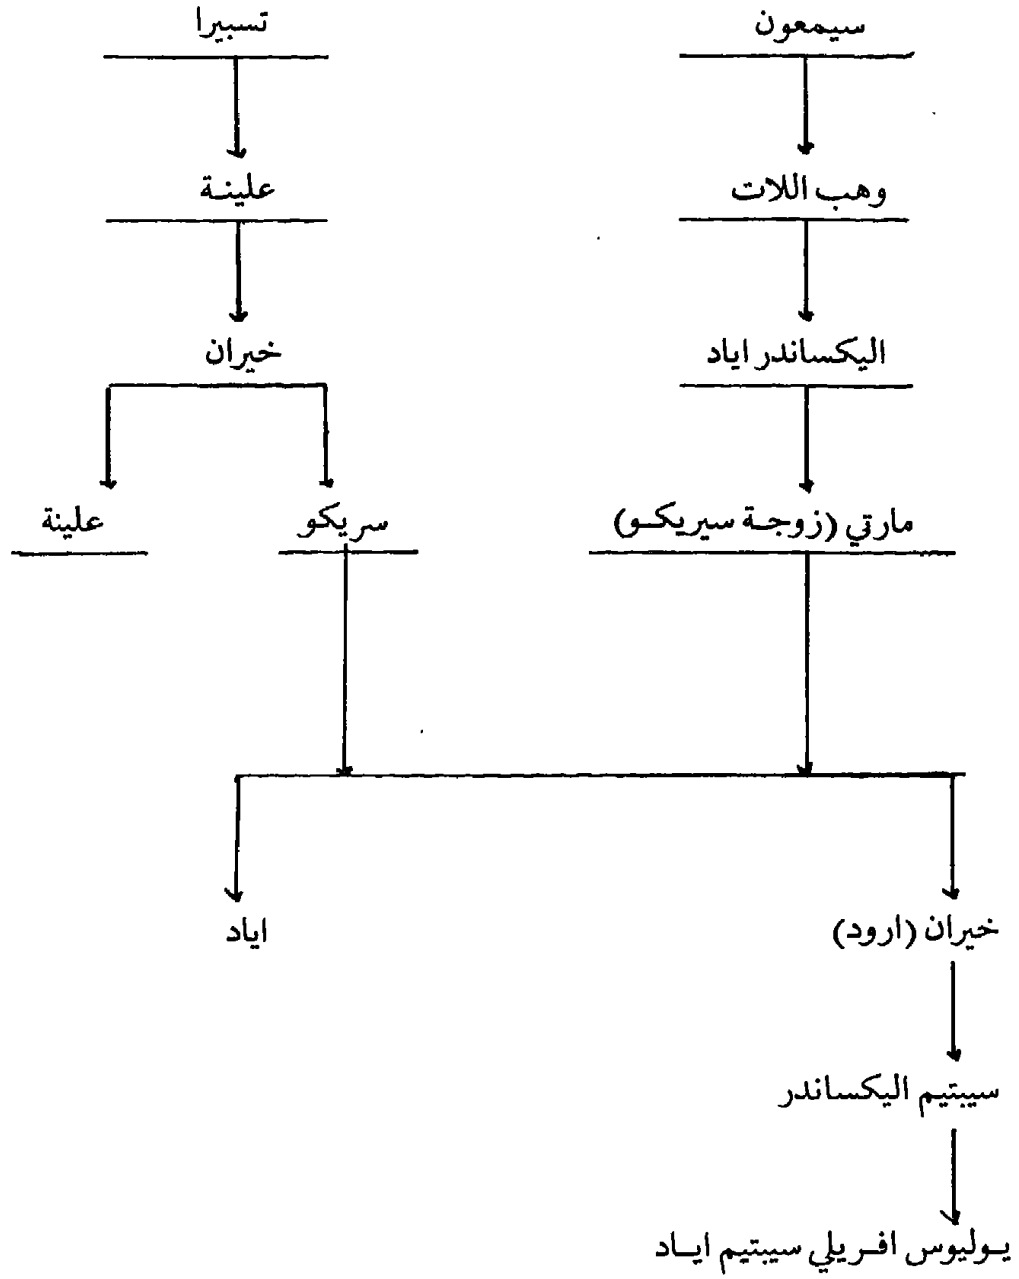 سيمعون
تسبيرا
وهب اللات
علينة
اليكساندر اياد
خيران
مارتي (زوجة سيريكو)
سريكو
علينة
خيران (ارود)
اياد
سيبتيم اليكساندر
يوليوس افريلي سيبتيم اياد